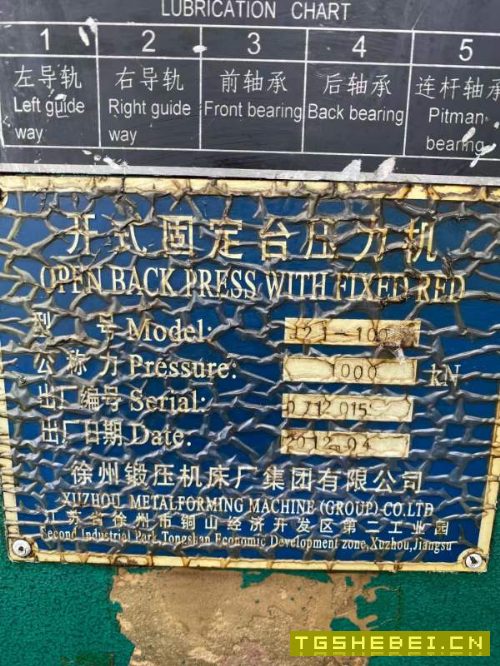 LUBRICATION CHART
1 2 3 4 5
左导轨 右导轨 前轴承 后轴承 连杆轴承
Left guide way Right guide way Front bearing Back bearing Pitman bearing
开式固定台压力机
OPEN BACK PRESS WITH FIXED BED
型 号 Model:
公 称 力 Pressure: 1000 kN
出厂编号 Serial:
出厂日期 Date: 2012.04
徐州锻压机床厂集团有限公司
XUZHOU METALFORMING MACHINE (GROUP) CO.LTD
江苏省徐州市铜山经济开发区第二工业园
Second Industrial Park, Tongshan Economic Development zone, Xuzhou, Jiangsu
TGSHEBEI.CN